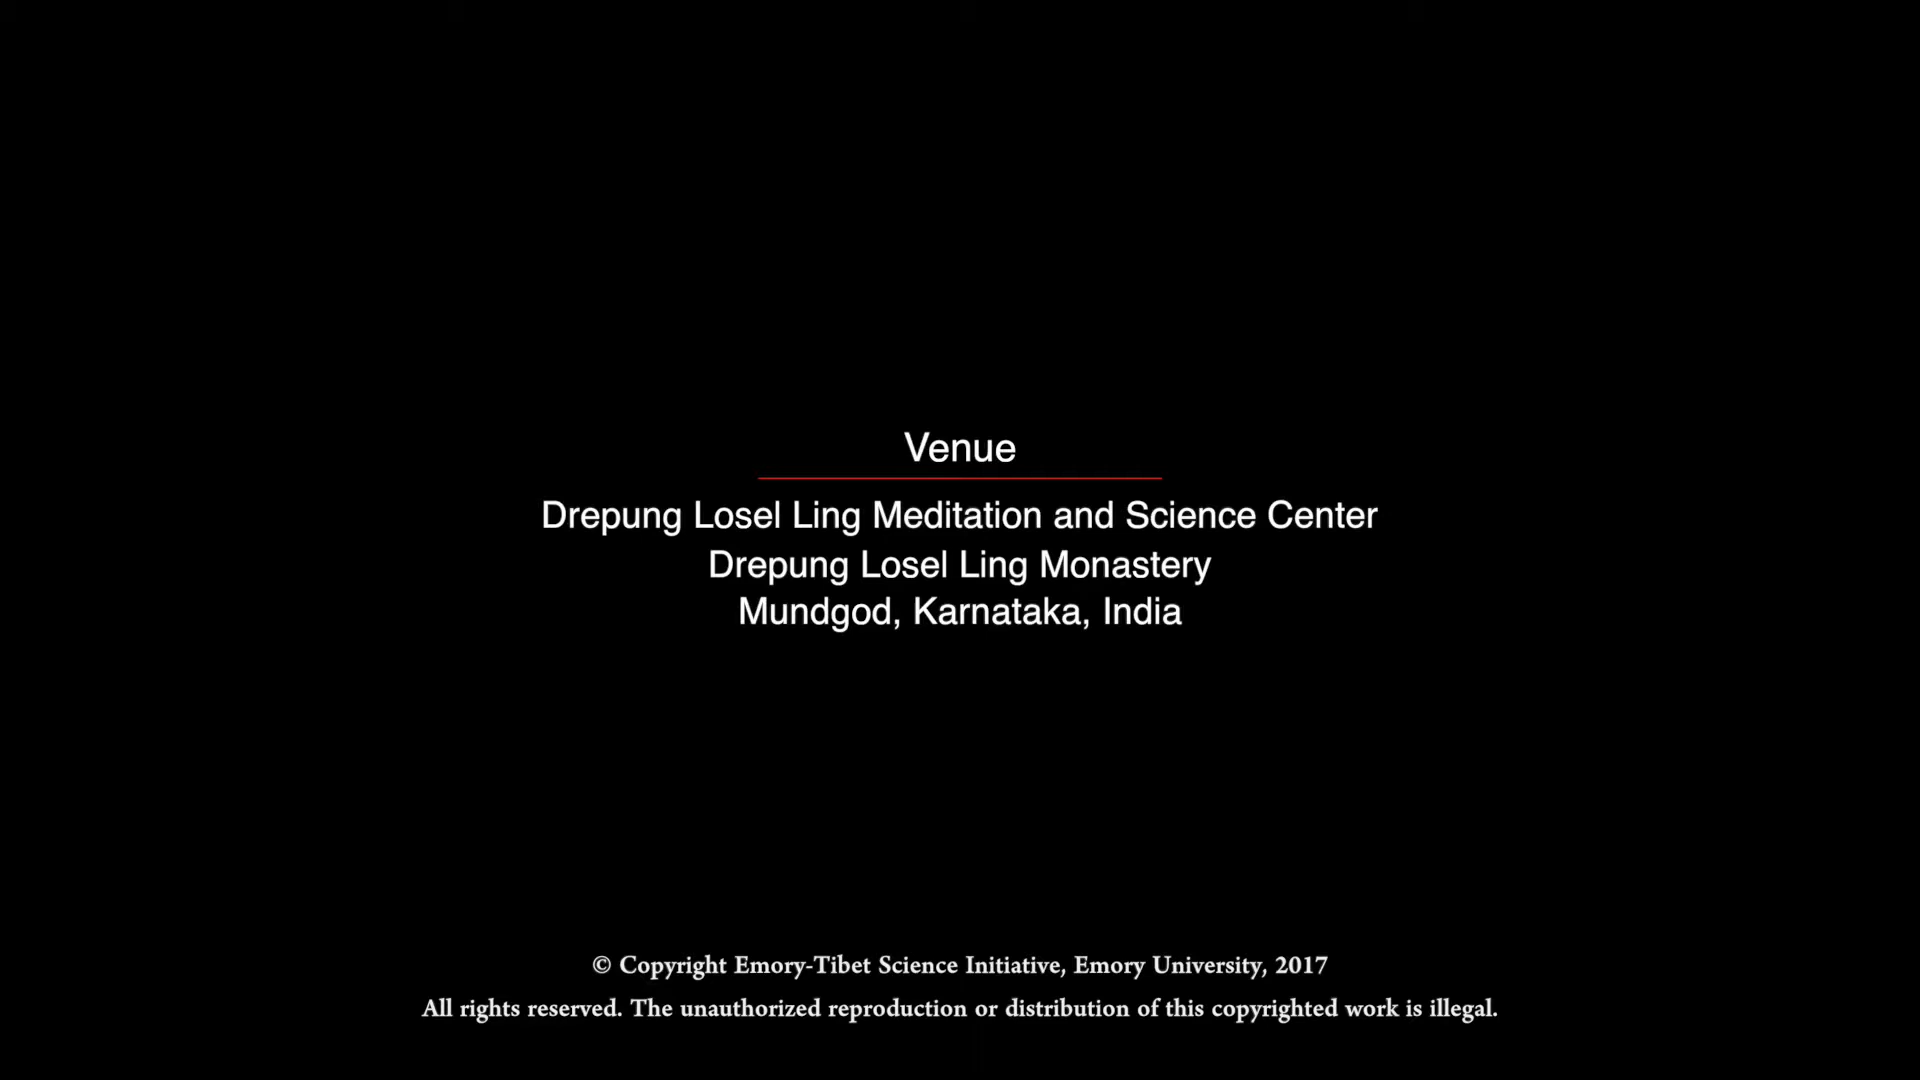 Venue
Drepung Losel Ling Meditation and Science Center
Drepung Losel Ling Monastery
Mundgod, Karnataka, India
© Copyright Emory-Tibet Science Initiative, Emory University, 2017
All rights reserved. The unauthorized reproduction or distribution of this copyrighted work is illegal.